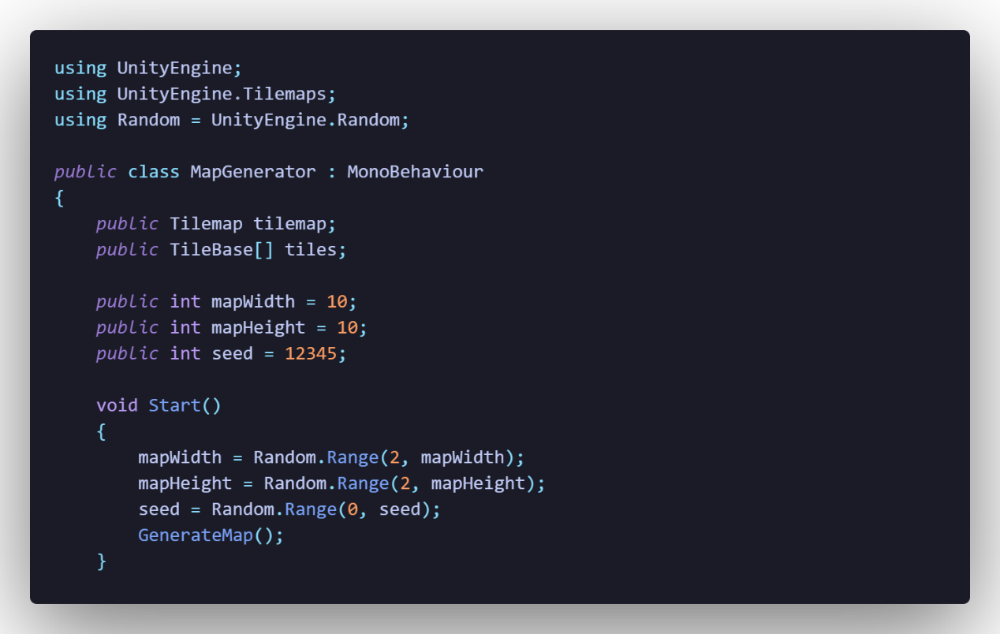 using UnityEngine;
using UnityEngine.Tilemaps;
using Random = UnityEngine.Random;

public class MapGenerator : MonoBehaviour
{
    public Tilemap tilemap;
    public TileBase[] tiles;

    public int mapWidth = 10;
    public int mapHeight = 10;
    public int seed = 12345;

    void Start()
    {
        mapWidth = Random.Range(2, mapWidth);
        mapHeight = Random.Range(2, mapHeight);
        seed = Random.Range(0, seed);
        GenerateMap();
    }